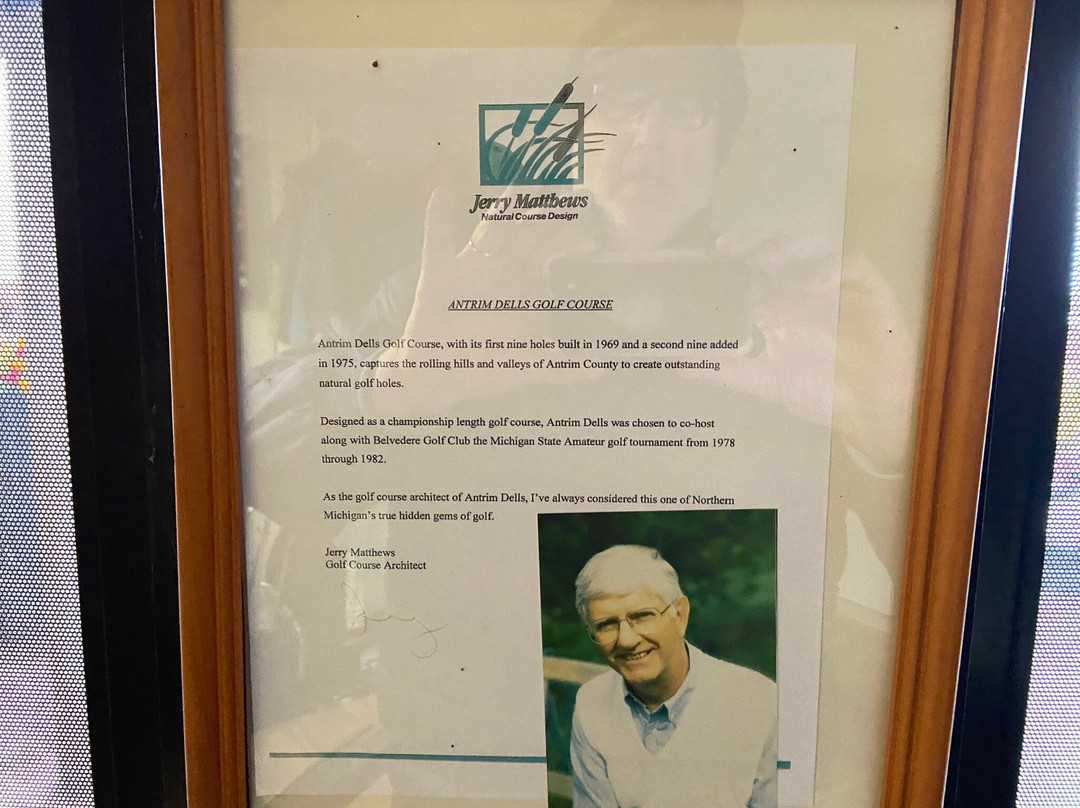 Jerry Matthews
Natural Course Design
ANTRIM DELLS GOLF COURSE
Antrim Dells Golf Course, with its first nine holes built in 1969 and a second nine added
in 1975, captures the rolling hills and valleys of Antrim County to create outstanding
natural golf holes.
Designed as a championship length golf course, Antrim Dells was chosen to co-host
along with Belvedere Golf Club the Michigan State Amateur golf tournament from 1978
through 1982.
As the golf course architect of Antrim Dells, I've always considered this one of Northern
Michigan's true hidden gems of golf.
Jerry Matthews
Golf Course Architect